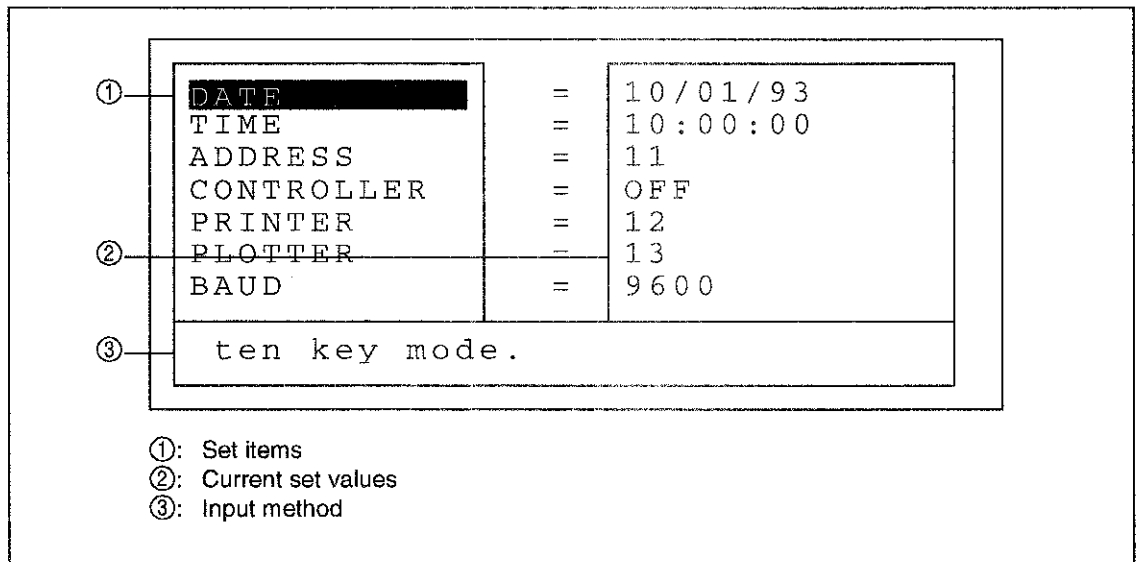 ① DATE = 10/01/93
TIME = 10:00:00
ADDRESS = 11
CONTROLLER = OFF
PRINTER = 12
② PLOTTER = 13
BAUD = 9600
③ ten key mode.
①: Set items
②: Current set values
③: Input method